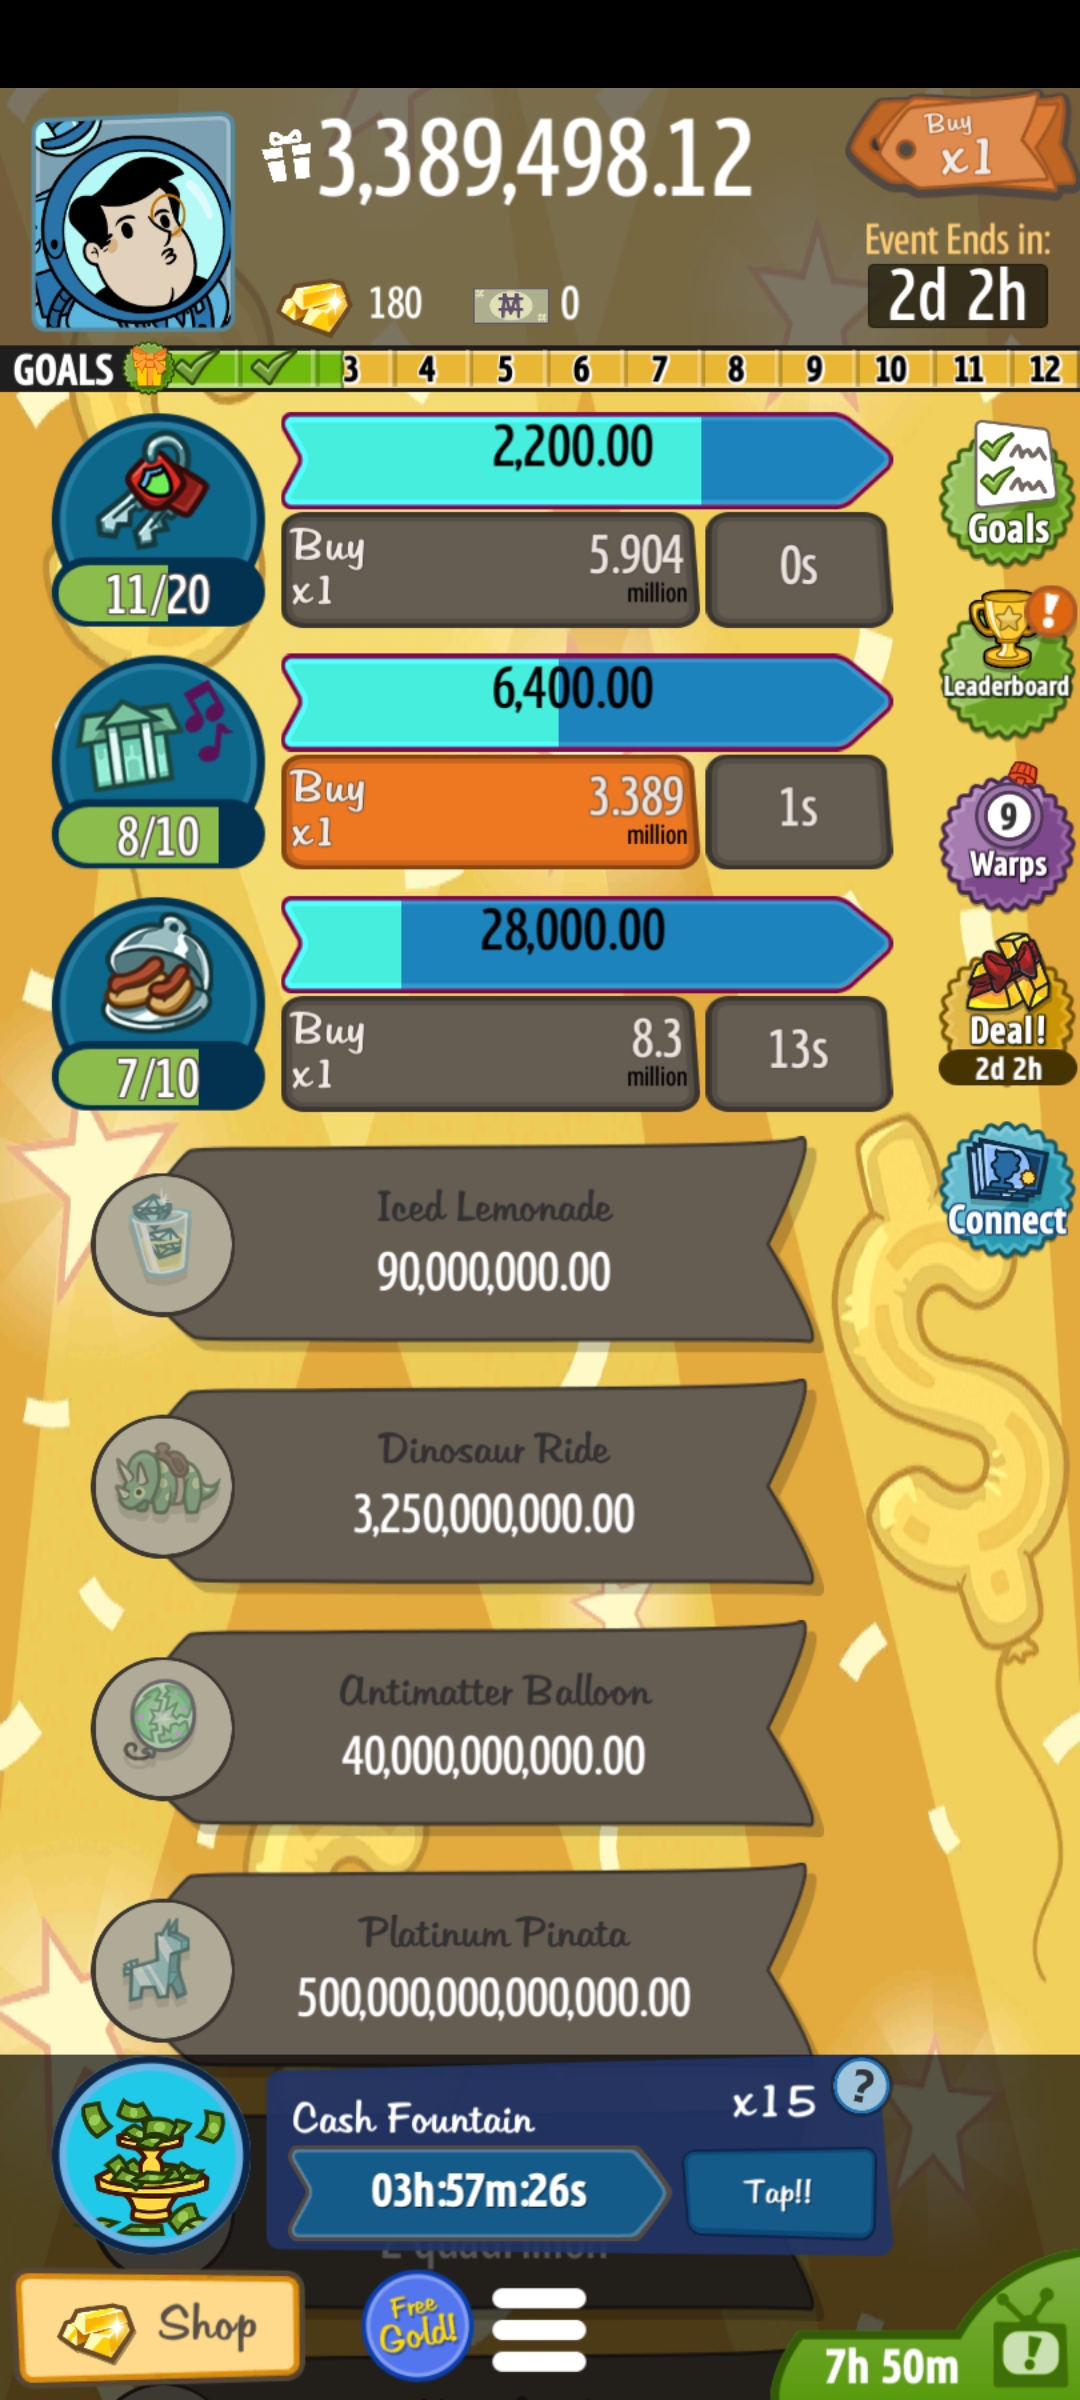 3,389,498.12
Buy
x1
Event Ends in:
2d 2h
180
0
GOALS
3 4 5 6 7 8 9 10 11 12
2,200.00
Buy
x1
5.904
million
0s
11/20
Goals
6,400.00
Buy
x1
3.389
million
1s
8/10
Leaderboard
9
Warps
28,000.00
Buy
x1
8.3
million
13s
7/10
Deal!
2d 2h
Connect
Iced Lemonade
90,000,000.00
Dinosaur Ride
3,250,000,000.00
Antimatter Balloon
40,000,000,000.00
Platinum Pinata
500,000,000,000,000.00
Cash Fountain
x15
?
03h:57m:26s
Tap!!
Shop
Free
Gold!
7h 50m